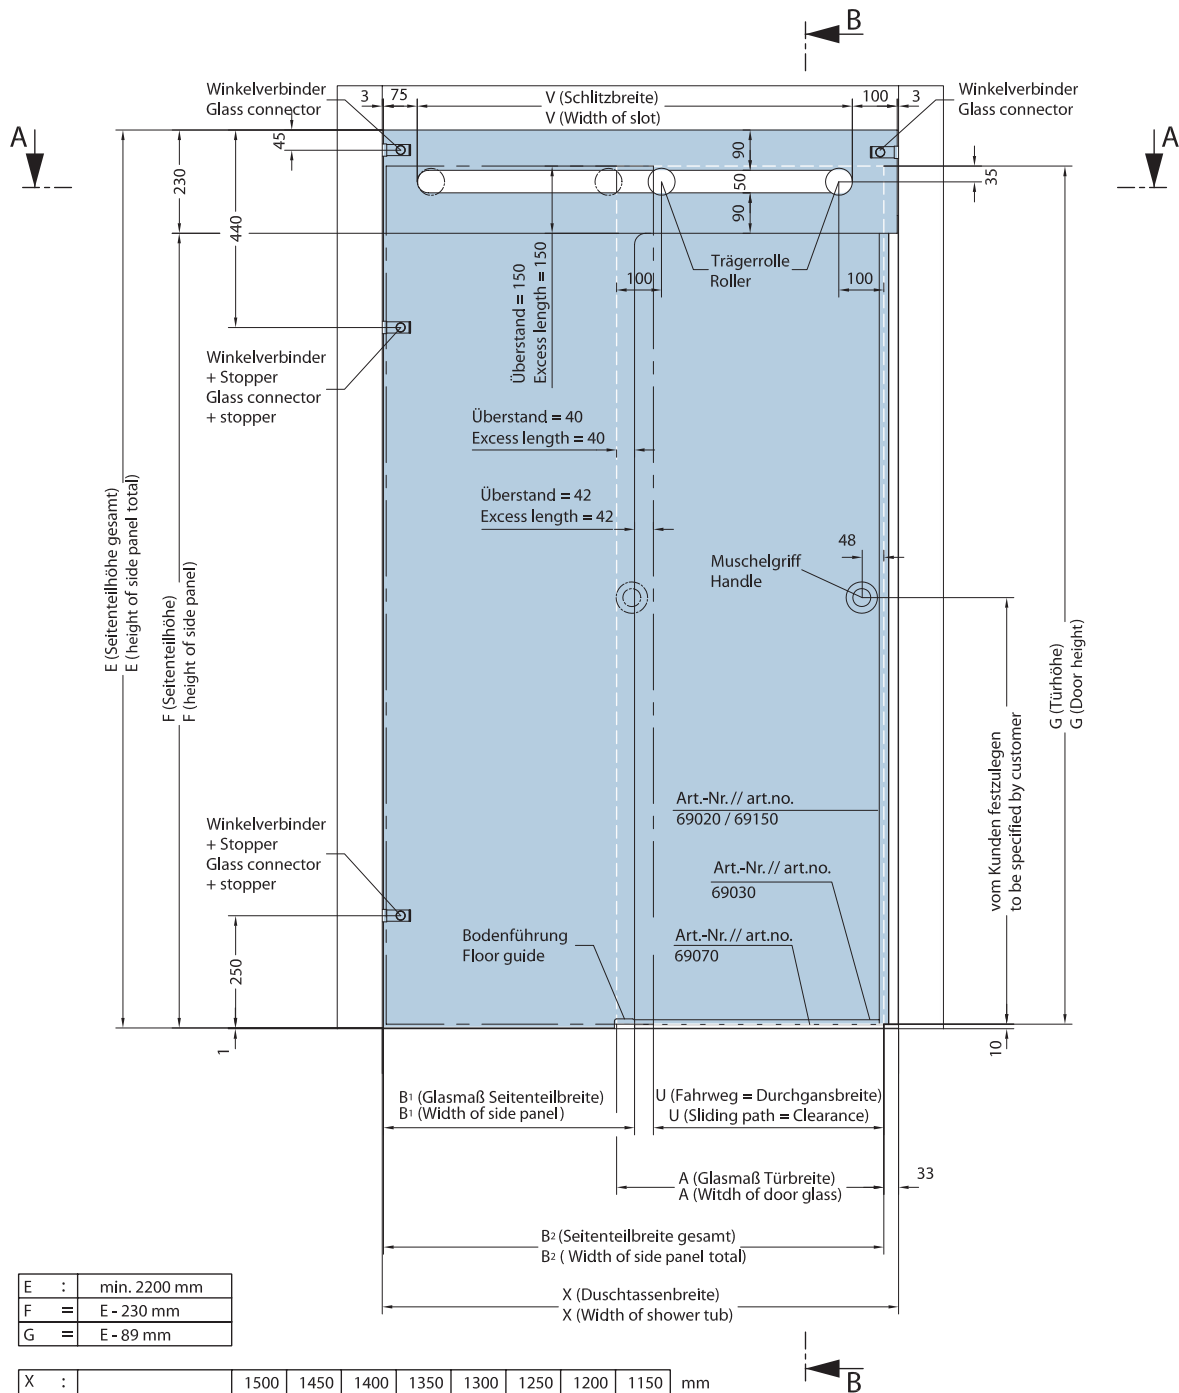 B
Winkelverbinder
Glass connector
3
75
V (Schlitzbreite)
V (Width of slot)
100
3
Winkelverbinder
Glass connector
A
A
45
90
230
50
35
440
90
Trägerrolle
Roller
100
100
Überstand = 150
Excess length = 150
Winkelverbinder
+ Stopper
Glass connector
+ stopper
Überstand = 40
Excess length = 40
Überstand = 42
Excess length = 42
48
Muschelgriff
Handle
E (Seitenteilhöhe gesamt)
E (height of side panel total)
F (Seitenteilhöhe)
F (height of side panel)
G (Türhöhe)
G (Door height)
vom Kunden festzulegen
to be specified by customer
Art.-Nr. // art.no.
69020 / 69150
Winkelverbinder
+ Stopper
Glass connector
+ stopper
Art.-Nr. // art.no.
69030
Bodenführung
Floor guide
Art.-Nr. // art.no.
69070
250
1
10
B1 (Glasmaß Seitenteilbreite)
B1 (Width of side panel)
U (Fahrweg = Durchgansbreite)
U (Sliding path = Clearance)
A (Glasmaß Türbreite)
A (Witdh of door glass)
33
B2 (Seitenteilbreite gesamt)
B2 ( Width of side panel total)
X (Duschtassenbreite)
X (Width of shower tub)
E : min. 2200 mm
F = E - 230 mm
G = E - 89 mm
B
X : 1500 1450 1400 1350 1300 1250 1200 1150 mm